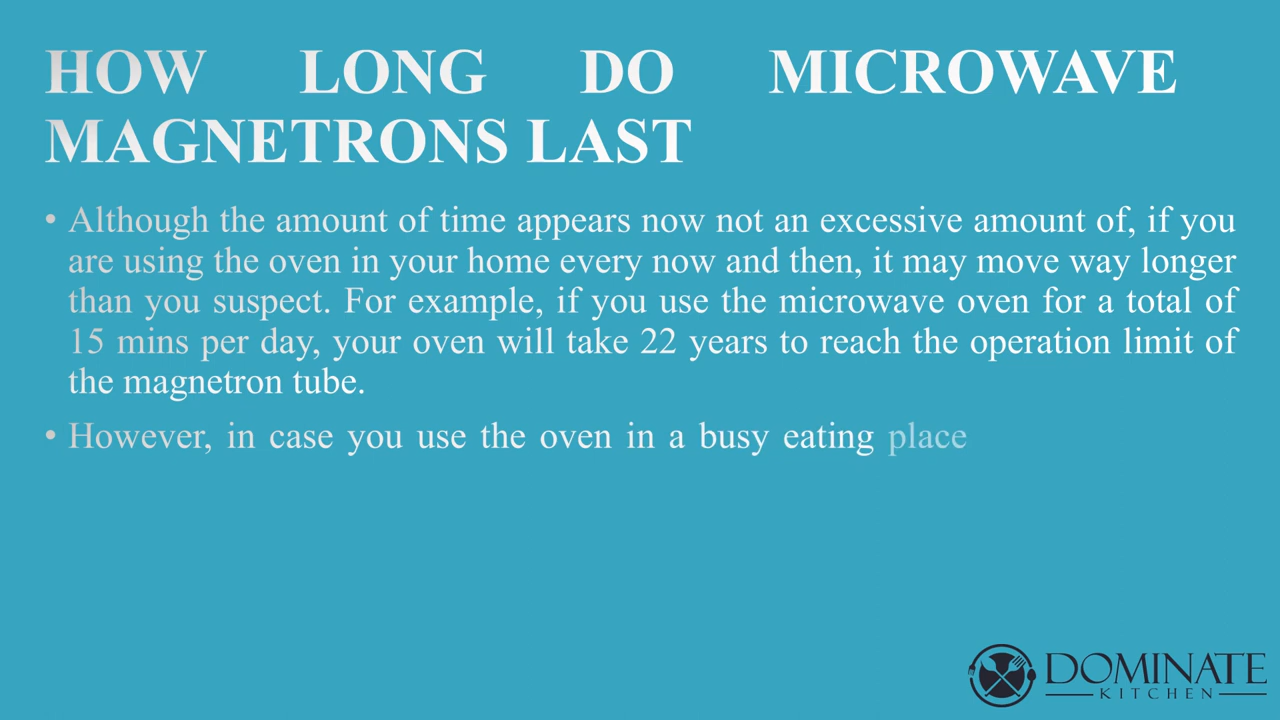 HOW LONG DO MICROWAVE
MAGNETRONS LAST
• Although the amount of time appears now not an excessive amount of, if you
are using the oven in your home every now and then, it may move way longer
than you suspect. For example, if you use the microwave oven for a total of
15 mins per day, your oven will take 22 years to reach the operation limit of
the magnetron tube.
• However, in case you use the oven in a busy eating place
DOMINATE
KITCHEN